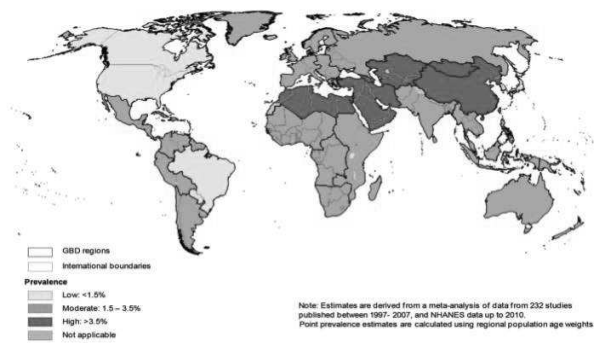 GBD regions
International boundaries
Prevalence
Low: <1.5%
Moderate: 1.5 – 3.5%
High: >3.5%
Not applicable
Note: Estimates are derived from a meta-analysis of data from 232 studies
published between 1997- 2007, and NHANES data up to 2010.
Point prevalence estimates are calculated using regional population age weights